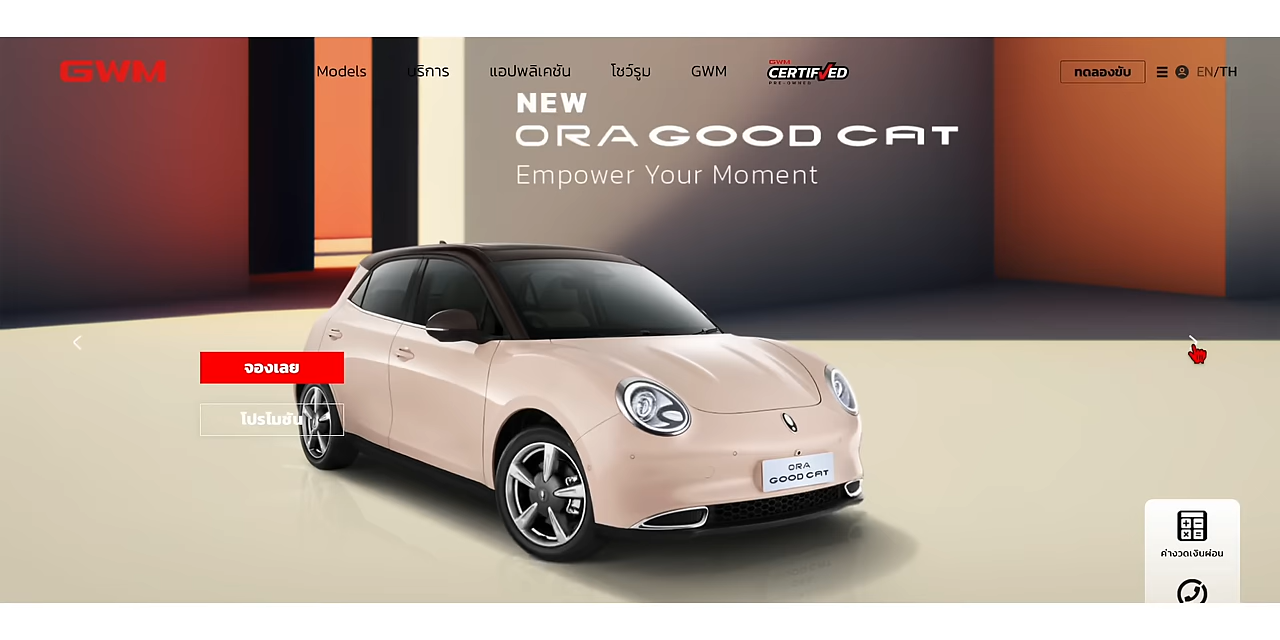 GWM
Models
บริการ
แอปพลิเคชัน
โชว์รูม
GWM
GWM
CERTIFIED
PRE-OWNED
ทดลองขับ
EN/TH
NEW
ORA GOOD CAT
Empower Your Moment
จองเลย
โปรโมชัน
ORA
GOOD CAT
ค่างวดเงินผ่อน